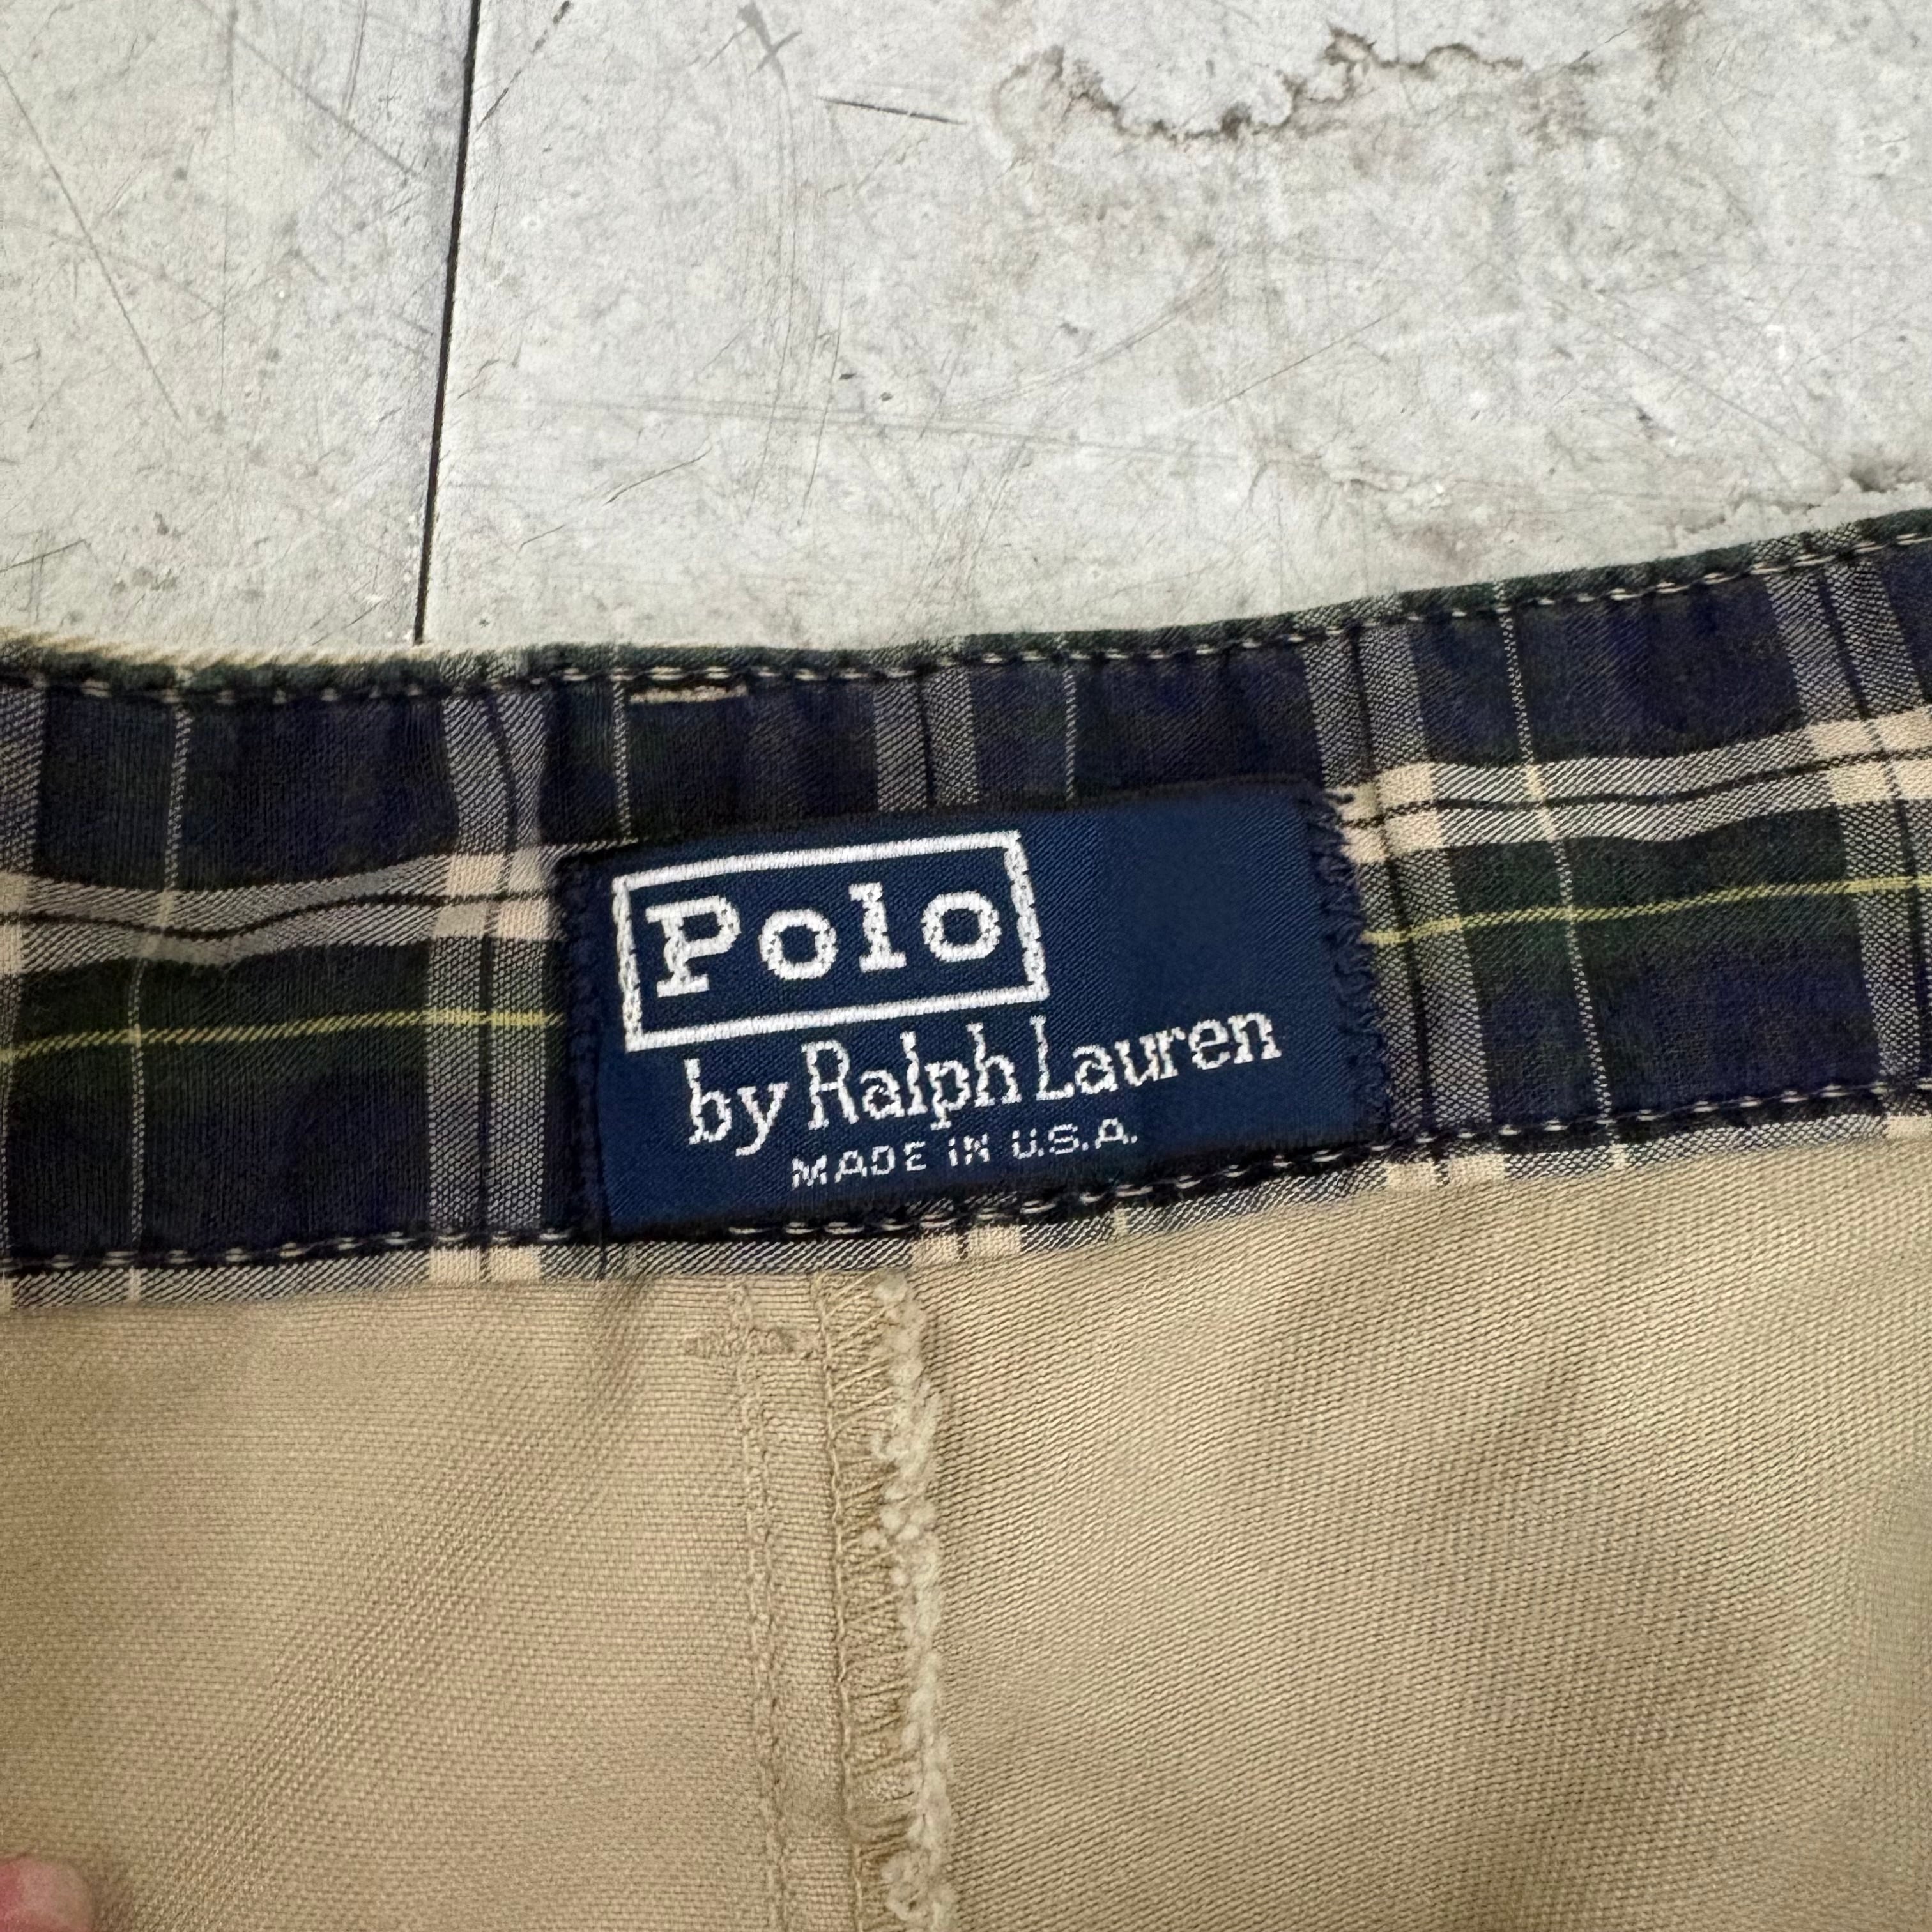 Polo
by Ralph Lauren
MADE IN U.S.A.